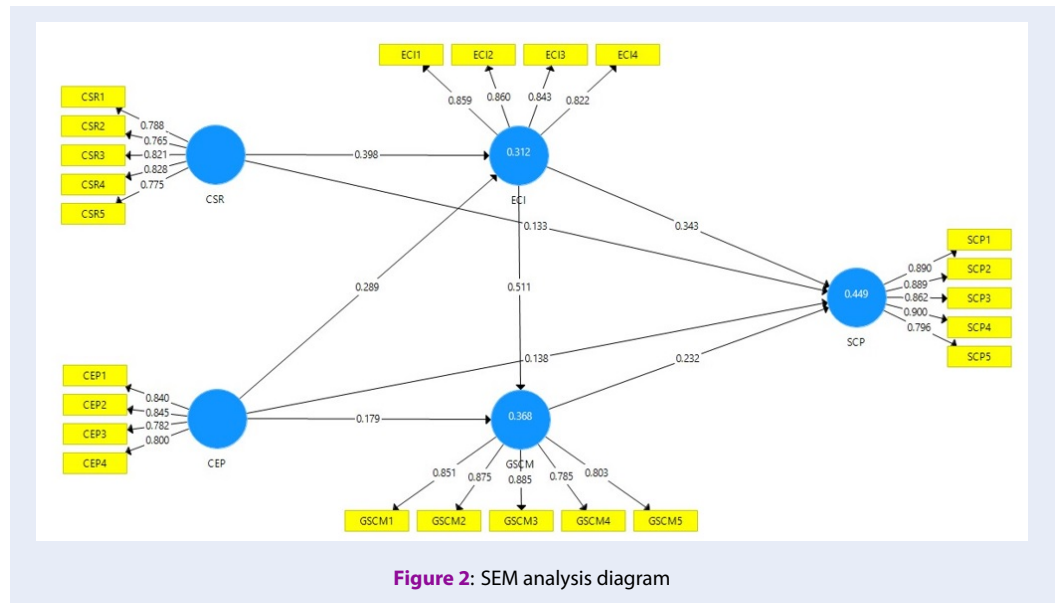 ECI1 ECI2 ECI3 ECI4
0.859 0.860 0.843 0.822
CSR1
CSR2
CSR3
CSR4
CSR5
0.788
0.765
0.821
0.828
0.775
CSR
0.398
0.312
ECI
0.133
0.343
0.289
0.511
SCP1
SCP2
SCP3
SCP4
SCP5
0.890
0.889
0.862
0.900
0.796
0.449
SCP
0.138
0.232
CEP1
CEP2
CEP3
CEP4
0.840
0.845
0.782
0.800
CEP
0.179
0.368
GSCM
0.851 0.875 0.885 0.785 0.803
GSCM1 GSCM2 GSCM3 GSCM4 GSCM5
Figure 2: SEM analysis diagram